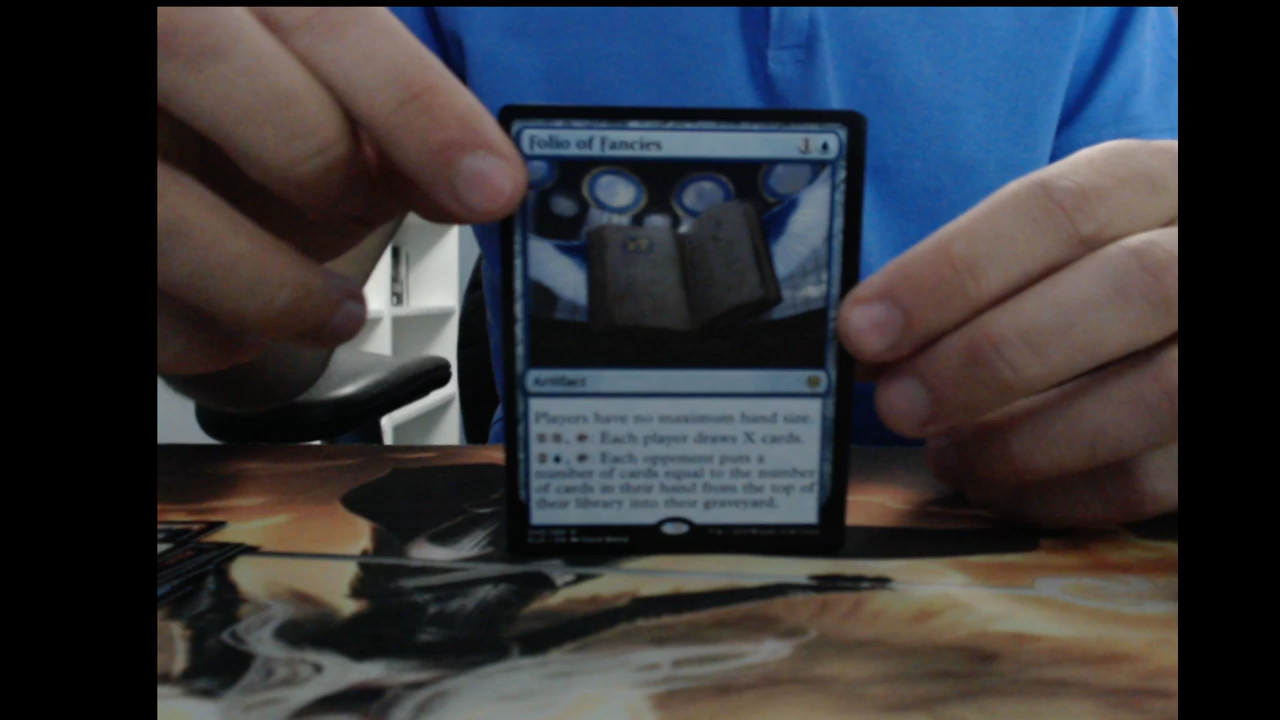 Folio of Fancies 1
Artifact
Players have no maximum hand size.
Each player draws X cards.
Each opponent puts a
number of cards equal to the number
of cards in their hand from the top of
their library into their graveyard.